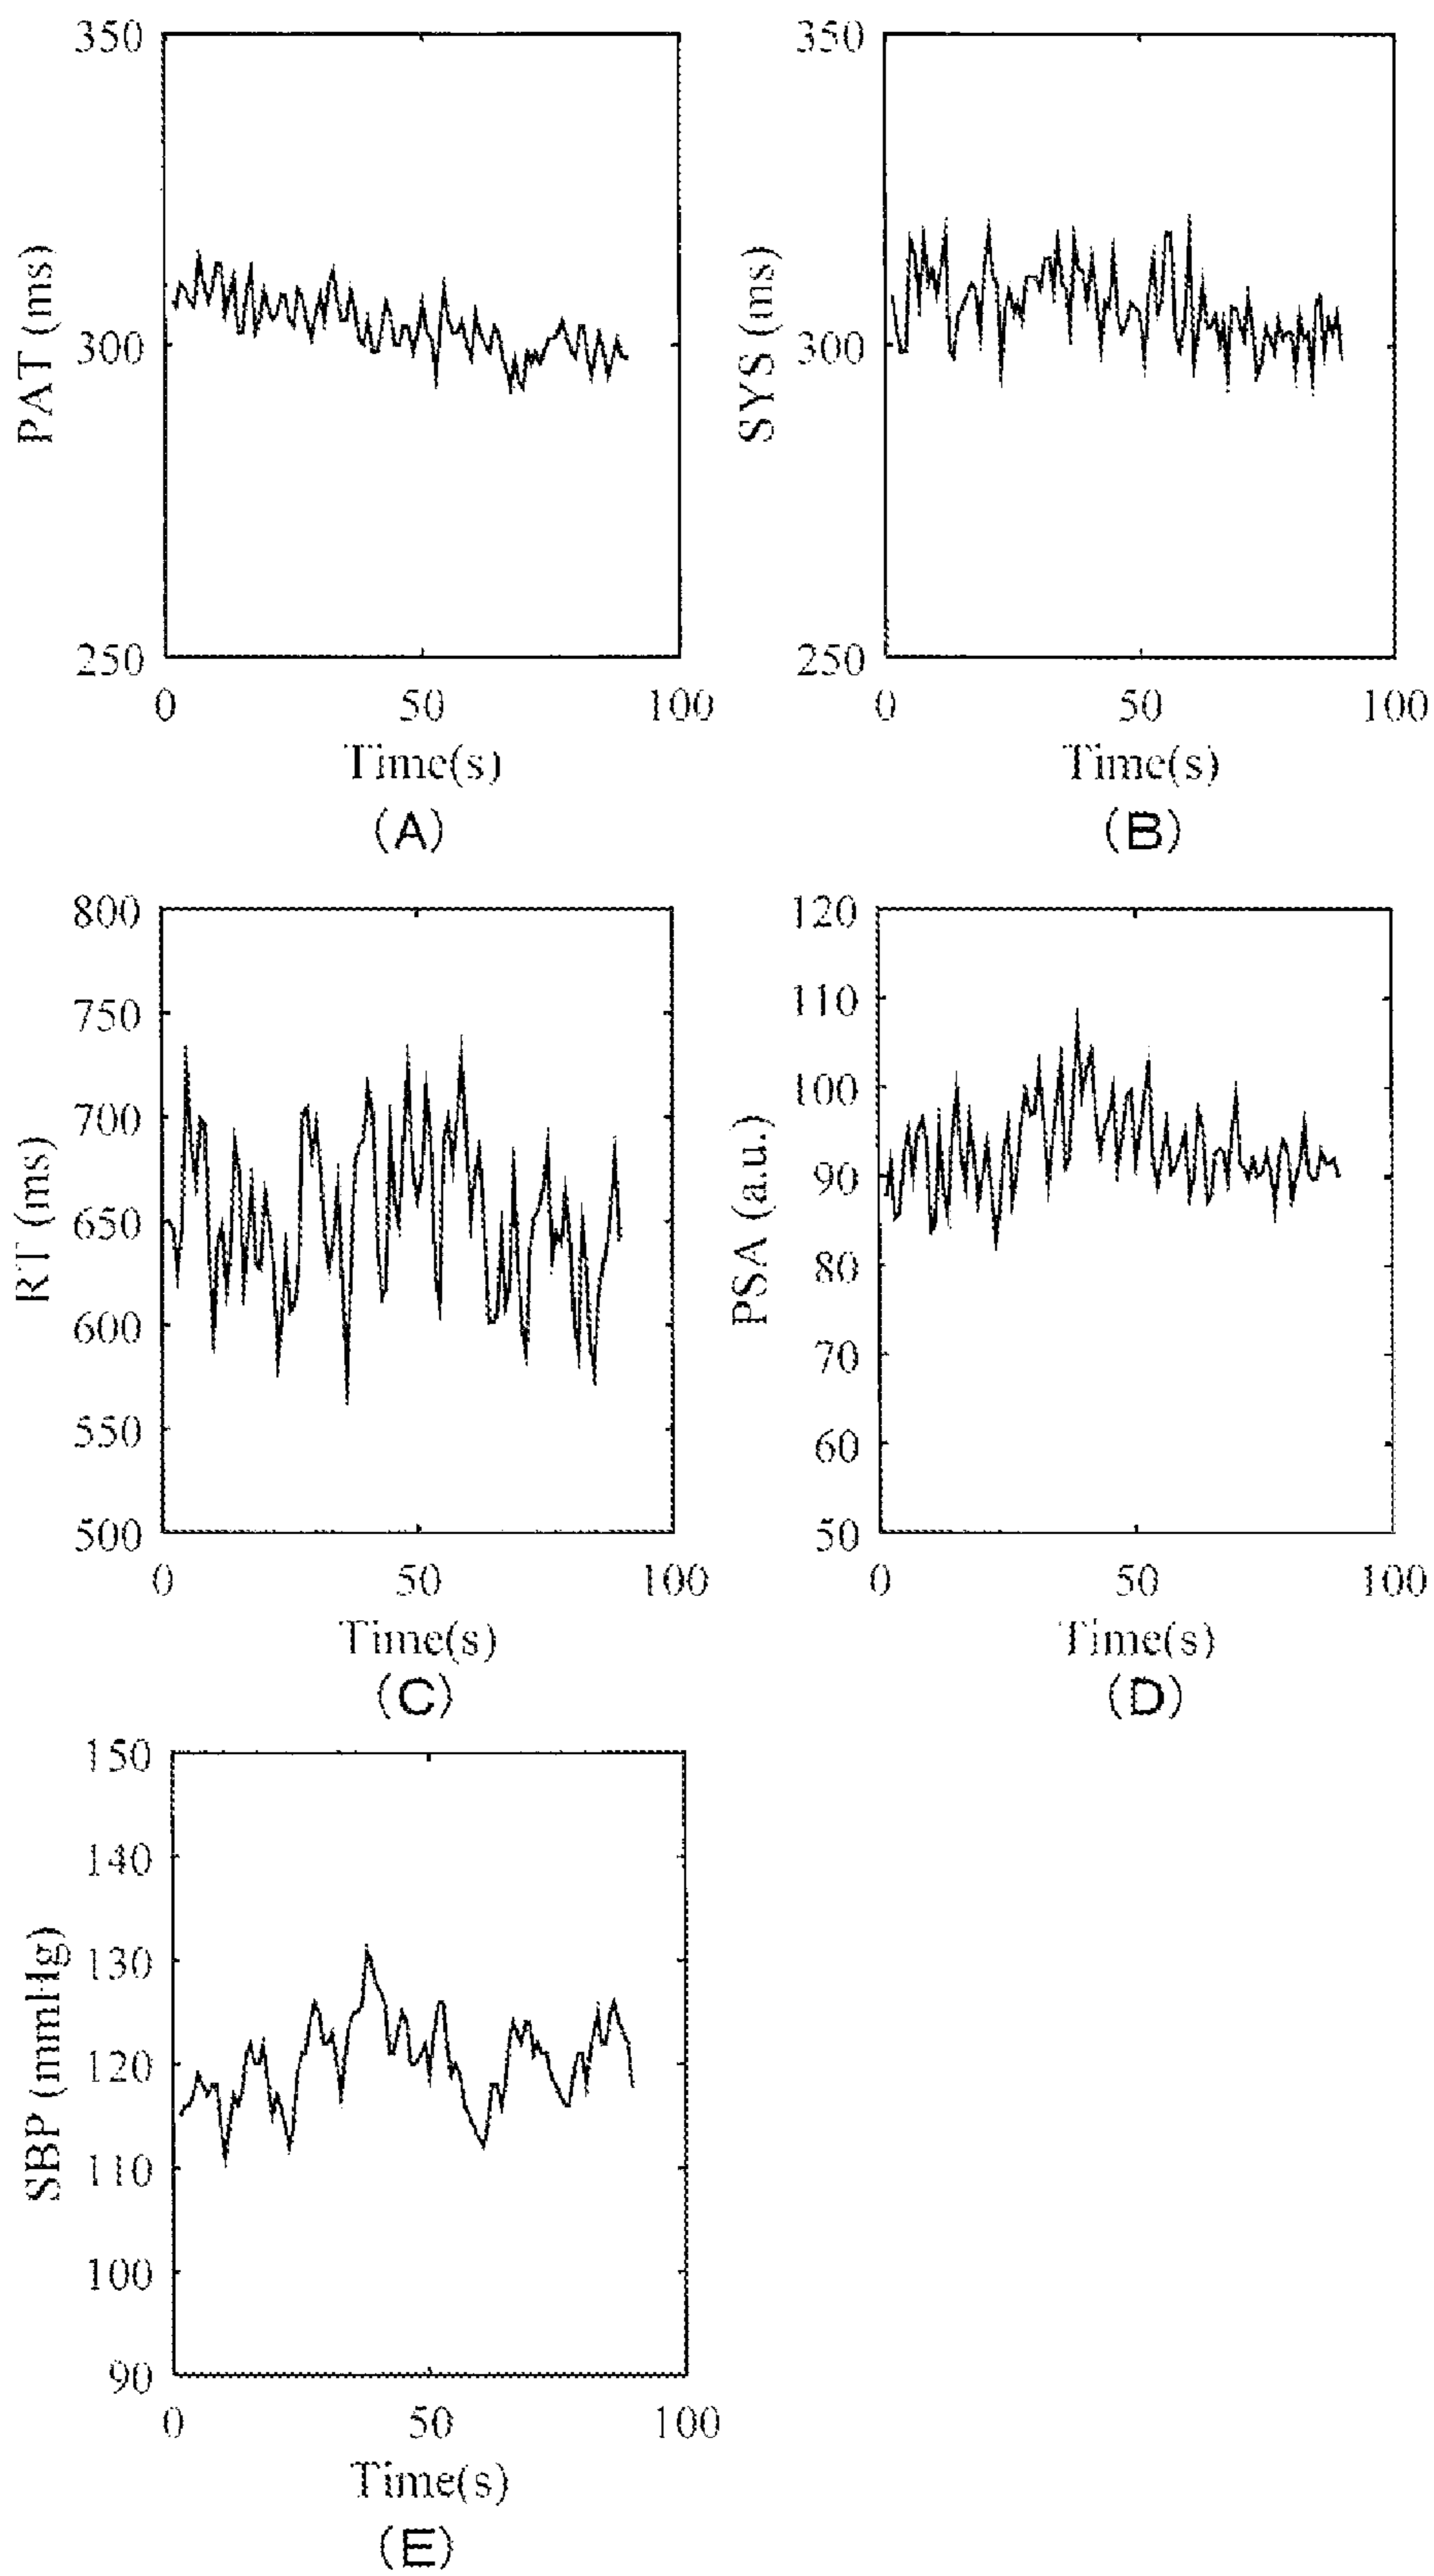 350
300
250
PAT (ms)
0 50 100
Time(s)
(A)
350
300
250
SYS (ms)
0 50 100
Time(s)
(B)
800
750
700
650
600
550
500
RT (ms)
0 50 100
Time(s)
(C)
120
110
100
90
80
70
60
50
PSA (a.u.)
0 50 100
Time(s)
(D)
150
140
130
120
110
100
90
SBP (mmHg)
0 50 100
Time(s)
(E)